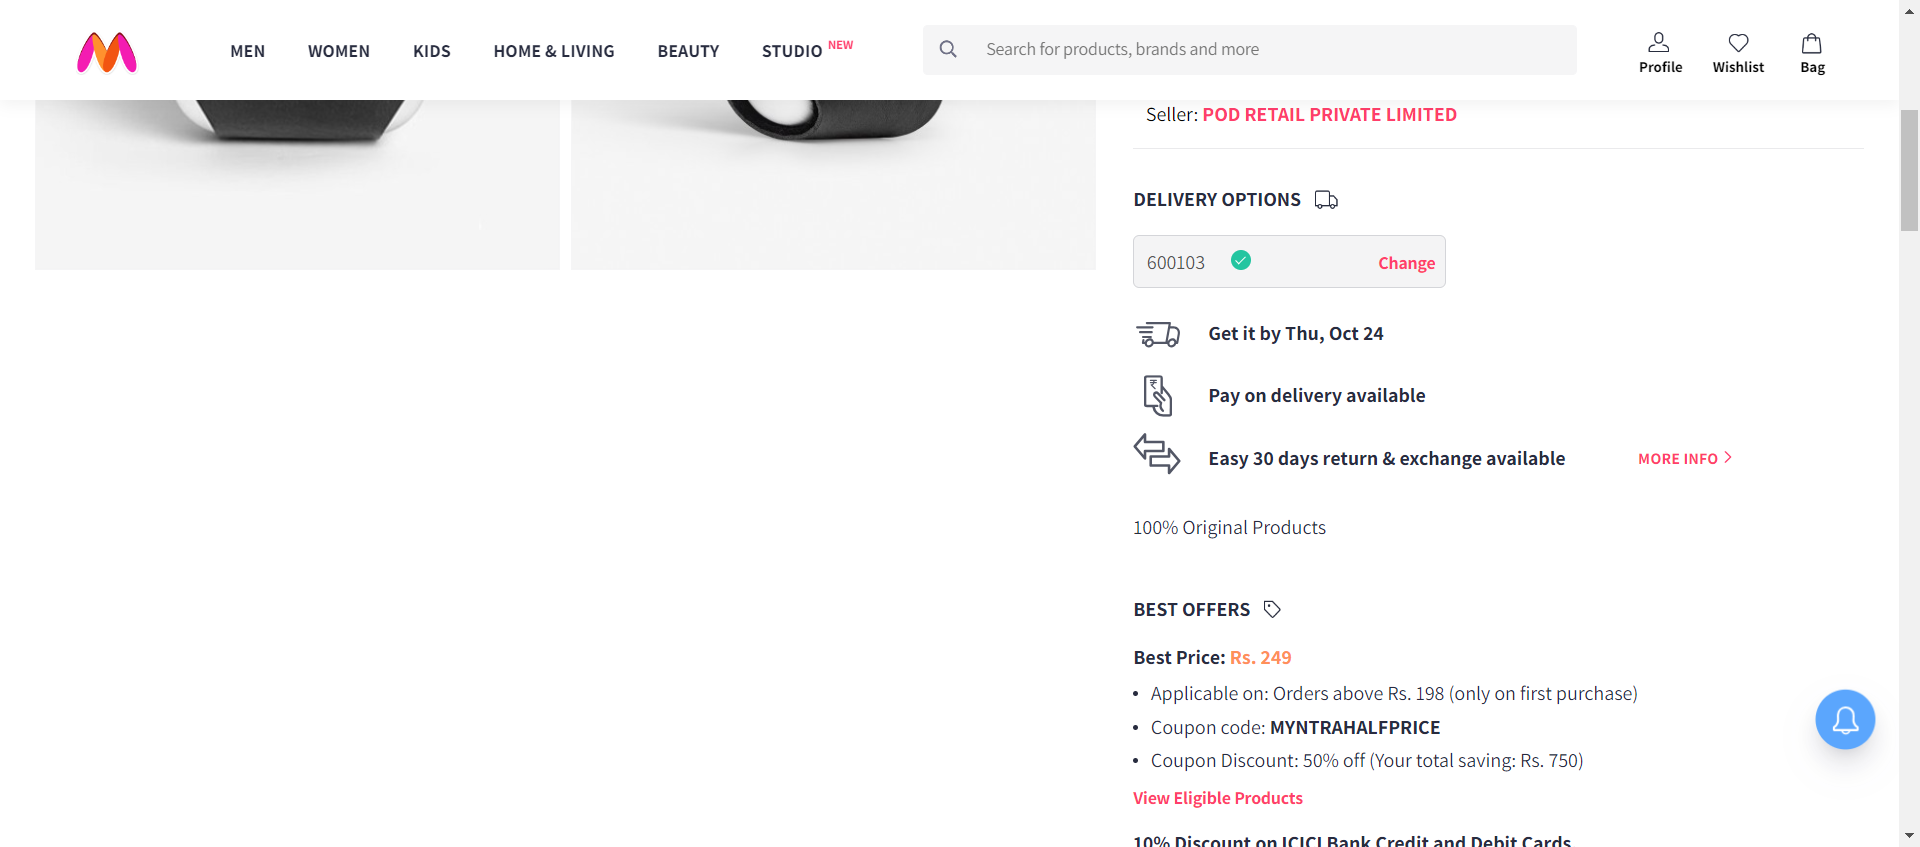 MEN WOMEN KIDS HOME & LIVING BEAUTY STUDIO NEW Search for products, brands and more Profile Wishlist Bag
Seller: POD RETAIL PRIVATE LIMITED
DELIVERY OPTIONS
600103 Change
Get it by Thu, Oct 24
₹
Pay on delivery available
Easy 30 days return & exchange available MORE INFO >
100% Original Products
BEST OFFERS
Best Price: Rs. 249
• Applicable on: Orders above Rs. 198 (only on first purchase)
• Coupon code: MYNTRAHALFPRICE
• Coupon Discount: 50% off (Your total saving: Rs. 750)
View Eligible Products
10% Discount on ICICI Bank Credit and Debit Cards